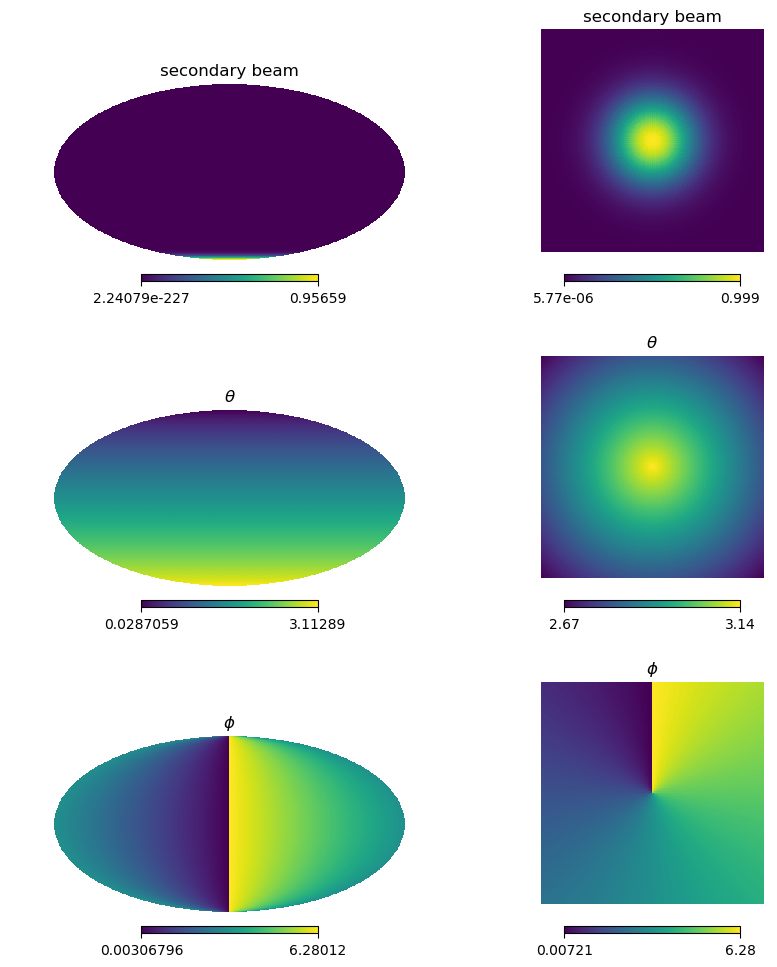 secondary beam
secondary beam
2.24079e-227 0.95659
5.77e-06 0.999
θ
θ
0.0287059 3.11289
2.67 3.14
ϕ
ϕ
0.00306796 6.28012
0.00721 6.28